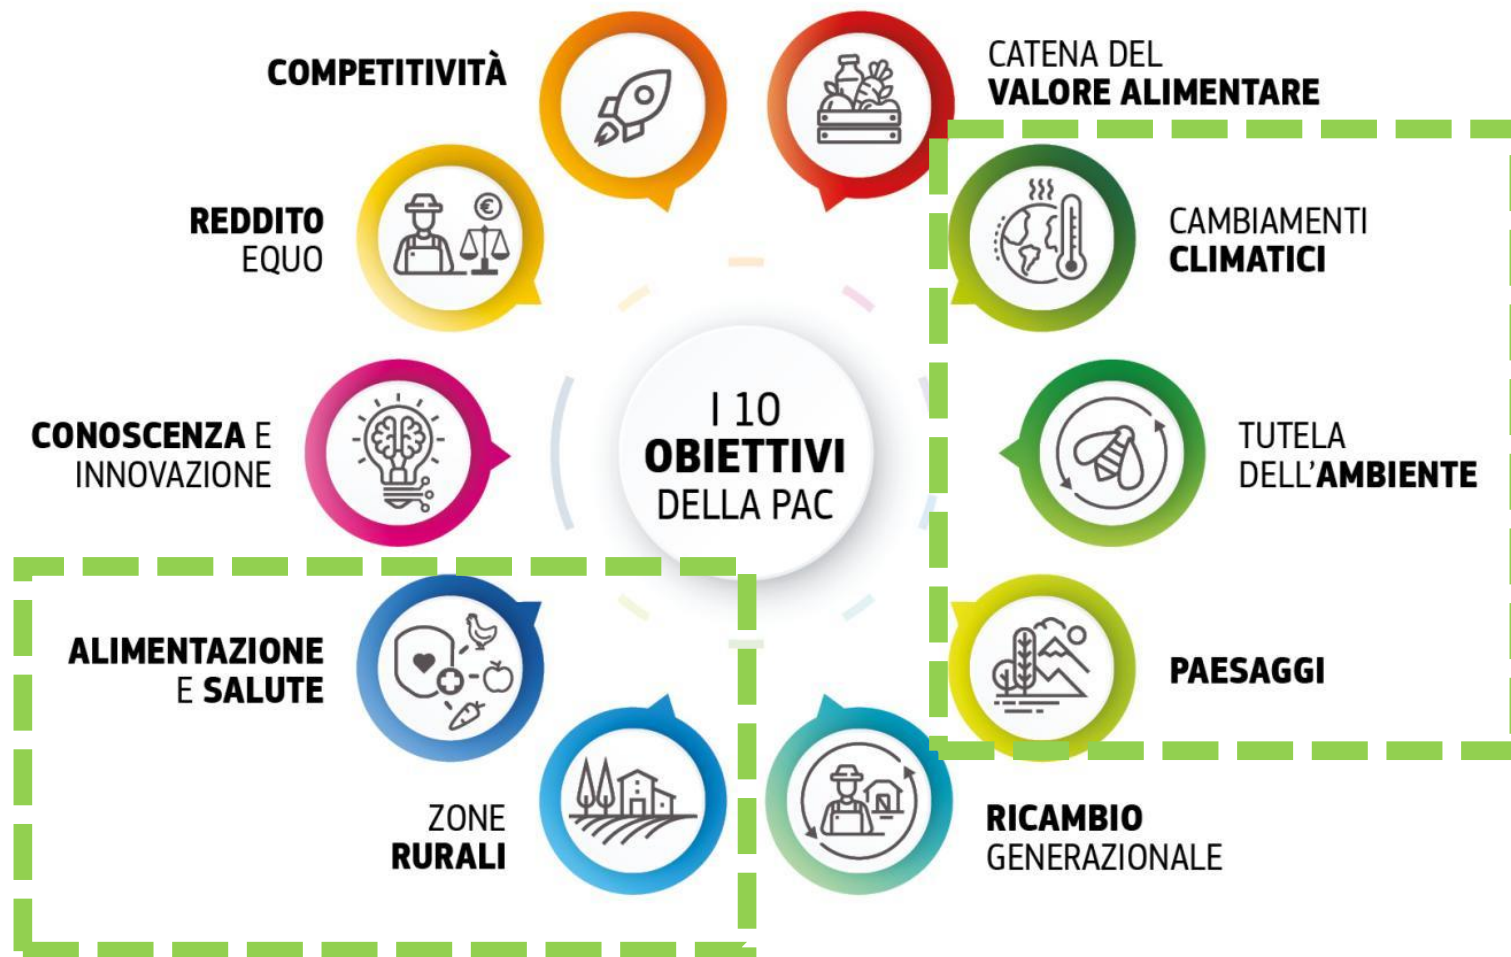 COMPETITIVITÀ
CATENA DEL
VALORE ALIMENTARE
REDDITO
EQUO
€
CAMBIAMENTI
CLIMATICI
CONOSCENZA E
INNOVAZIONE
I 10
OBIETTIVI
DELLA PAC
TUTELA
DELL'AMBIENTE
ALIMENTAZIONE
E SALUTE
PAESAGGI
ZONE
RURALI
RICAMBIO
GENERAZIONALE